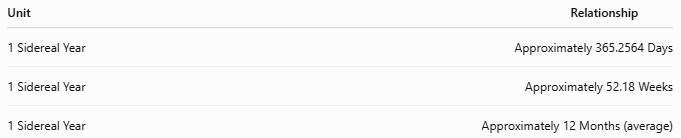 Unit Relationship
1 Sidereal Year Approximately 365.2564 Days
1 Sidereal Year Approximately 52.18 Weeks
1 Sidereal Year Approximately 12 Months (average)